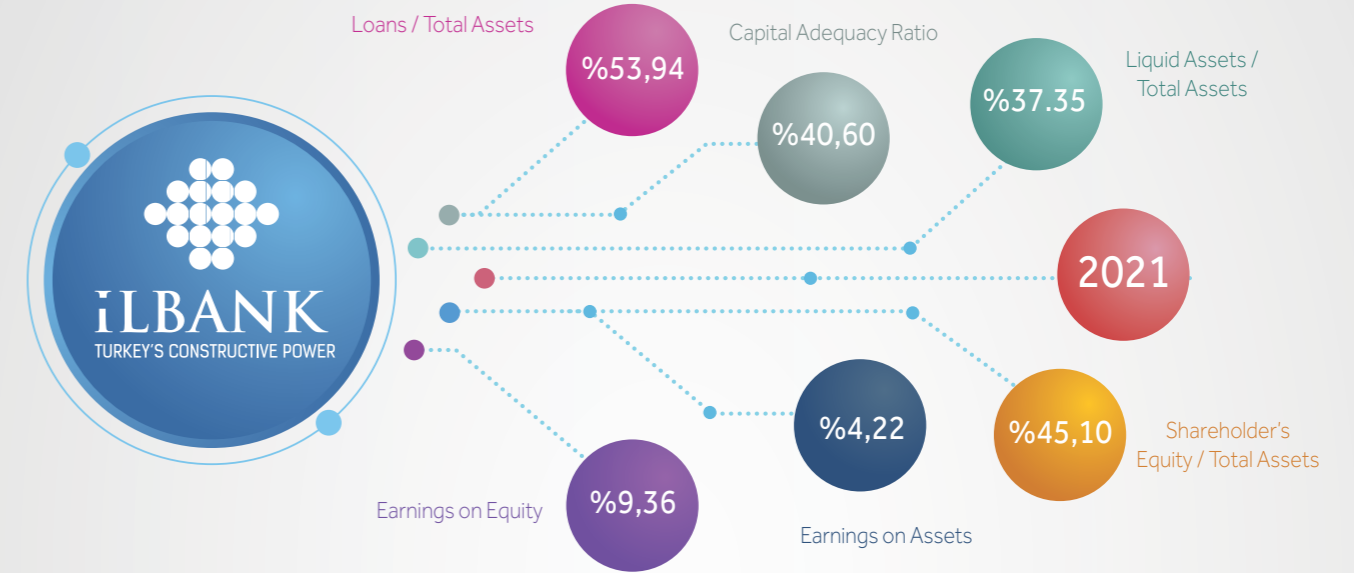 Loans / Total Assets
%53,94
Capital Adequacy Ratio
%40,60
Liquid Assets /
Total Assets
%37.35
2021
iLBANK
TURKEY'S CONSTRUCTIVE POWER
%45,10
Shareholder's
Equity / Total Assets
%4,22
Earnings on Assets
%9,36
Earnings on Equity